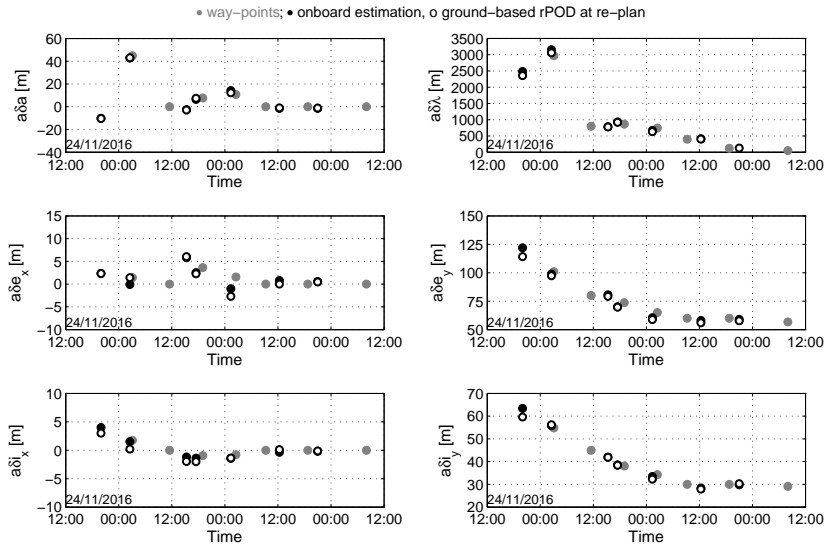 ● way−points; ● onboard estimation, o ground−based rPOD at re−plan
60
40
20
0
−20
−40
aδa [m]
24/11/2016
12:00 00:00 12:00 00:00 12:00 00:00 12:00
Time
3500
3000
2500
2000
1500
1000
500
0
aδλ [m]
24/11/2016
12:00 00:00 12:00 00:00 12:00 00:00 12:00
Time
15
10
5
0
−5
−10
aδe_x [m]
24/11/2016
12:00 00:00 12:00 00:00 12:00 00:00 12:00
Time
150
125
100
75
50
aδe_y [m]
24/11/2016
12:00 00:00 12:00 00:00 12:00 00:00 12:00
Time
10
5
0
−5
−10
aδi_x [m]
24/11/2016
12:00 00:00 12:00 00:00 12:00 00:00 12:00
Time
70
60
50
40
30
20
aδi_y [m]
24/11/2016
12:00 00:00 12:00 00:00 12:00 00:00 12:00
Time